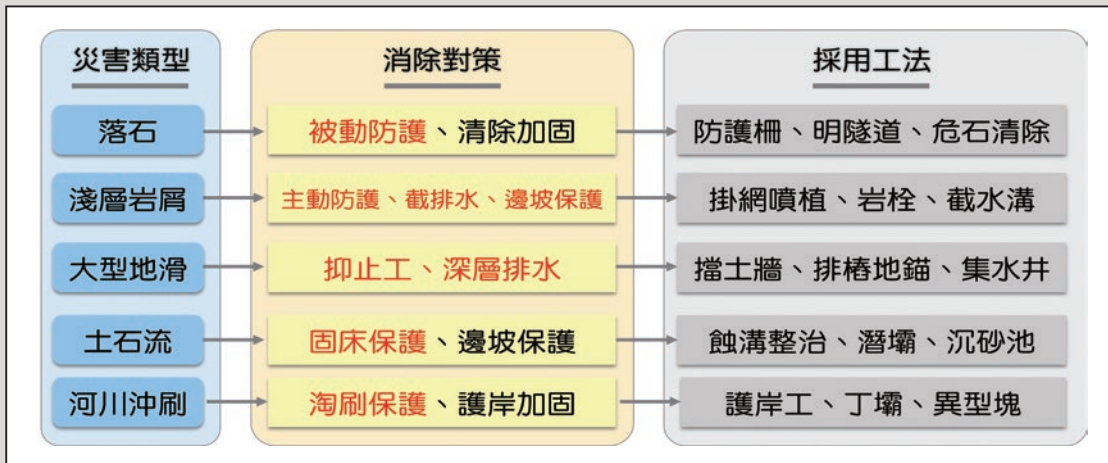 災害類型 消除對策 採用工法
落石 被動防護、清除加固 防護柵、明隧道、危石清除
淺層岩屑 主動防護、截排水、邊坡保護 掛網噴植、岩栓、截水溝
大型地滑 抑止工、深層排水 擋土牆、排樁地錨、集水井
土石流 固床保護、邊坡保護 蝕溝整治、潛壩、沉砂池
河川沖刷 淘刷保護、護岸加固 護岸工、丁壩、異型塊